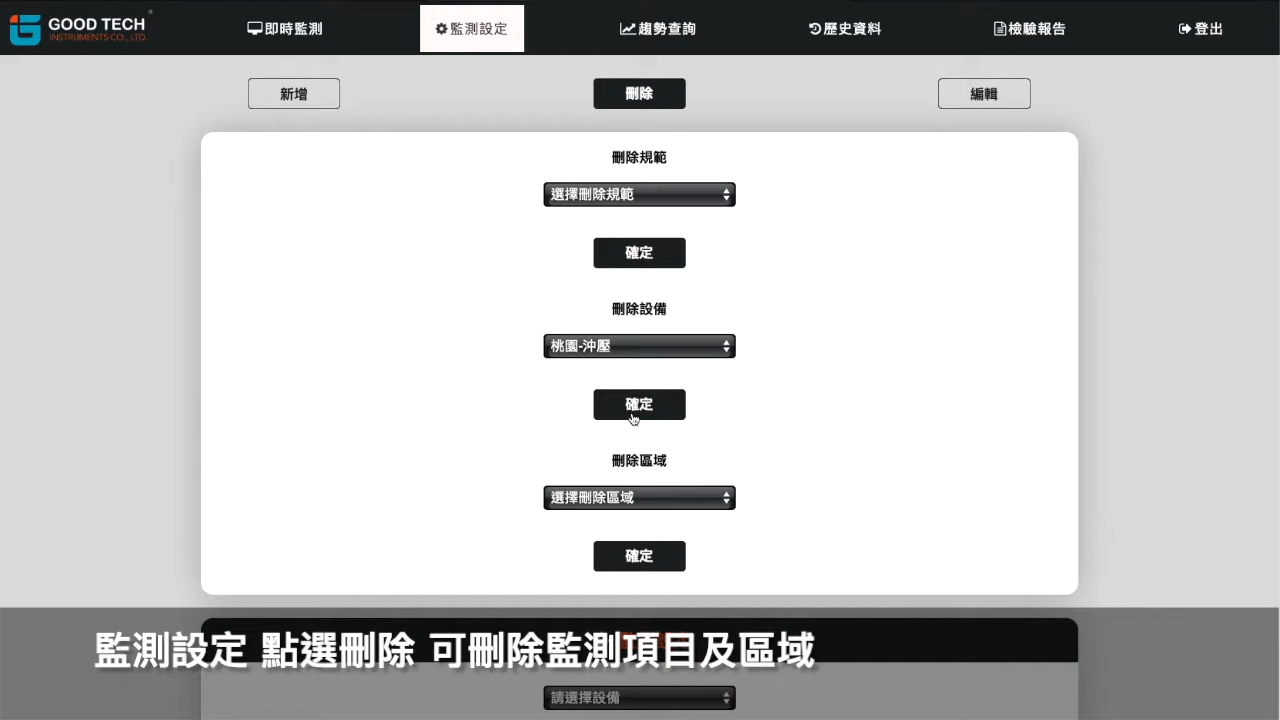 GOOD TECH
INSTRUMENTS CO., LTD.
即時監測
監測設定
趨勢查詢
歷史資料
檢驗報告
登出
新增
刪除
編輯
刪除規範
選擇刪除規範
確定
刪除設備
桃園-沖壓
確定
刪除區域
選擇刪除區域
確定
監測設定 點選刪除 可刪除監測項目及區域
請選擇設備